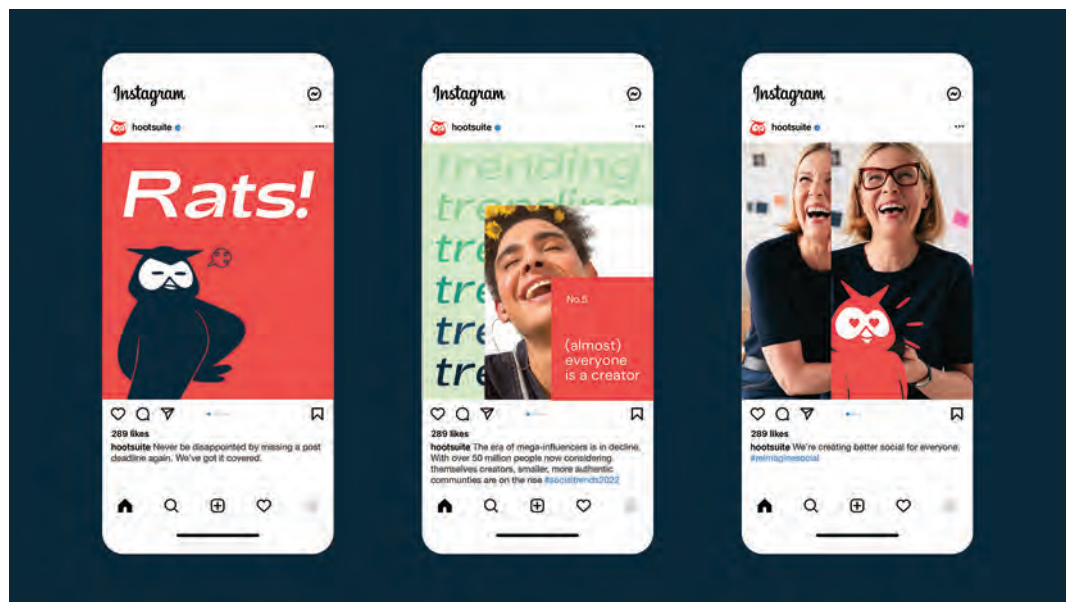 Instagram
hootsuite
Rats!
289 likes
hootsuite Never be disappointed by missing a post
deadline again. We've got it covered.
Instagram
hootsuite
trending
trending
tre
tre
tre
tre
No.5
(almost)
everyone
is a creator
289 likes
hootsuite The era of mega-influencers is in decline.
With over 50 million people now considering
themselves creators, smaller, more authentic
communties are on the rise #socialtrends2022
Instagram
hootsuite
289 likes
hootsuite We're creating better social for everyone.
#reimaginesocial